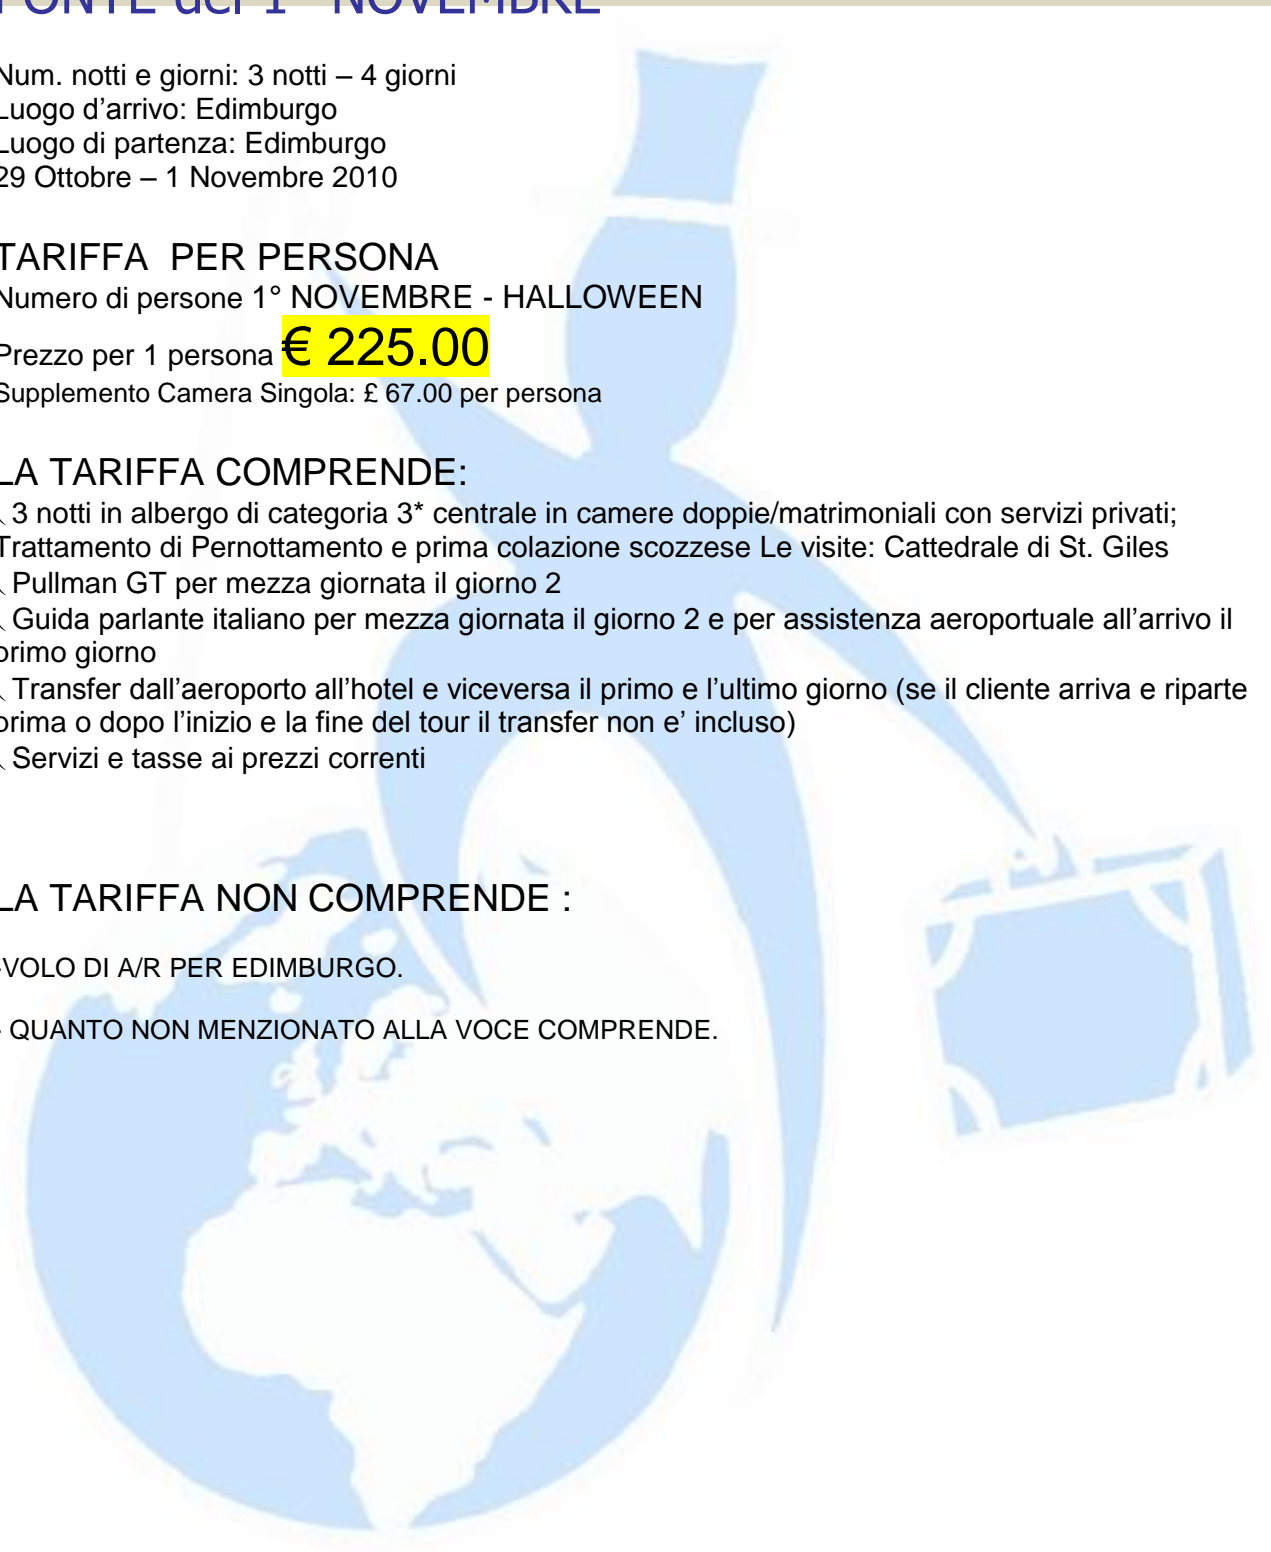 PONTE del 1° NOVEMBRE
Num. notti e giorni: 3 notti – 4 giorni
Luogo d’arrivo: Edimburgo
Luogo di partenza: Edimburgo
29 Ottobre – 1 Novembre 2010
TARIFFA PER PERSONA
Numero di persone 1° NOVEMBRE - HALLOWEEN
Prezzo per 1 persona € 225.00
Supplemento Camera Singola: £ 67.00 per persona
LA TARIFFA COMPRENDE:
3 notti in albergo di categoria 3* centrale in camere doppie/matrimoniali con servizi privati;
Trattamento di Pernottamento e prima colazione scozzese Le visite: Cattedrale di St. Giles
Pullman GT per mezza giornata il giorno 2
Guida parlante italiano per mezza giornata il giorno 2 e per assistenza aeroportuale all’arrivo il
primo giorno
Transfer dall’aeroporto all’hotel e viceversa il primo e l’ultimo giorno (se il cliente arriva e riparte
prima o dopo l’inizio e la fine del tour il transfer non e’ incluso)
Servizi e tasse ai prezzi correnti
LA TARIFFA NON COMPRENDE :
-VOLO DI A/R PER EDIMBURGO.
- QUANTO NON MENZIONATO ALLA VOCE COMPRENDE.